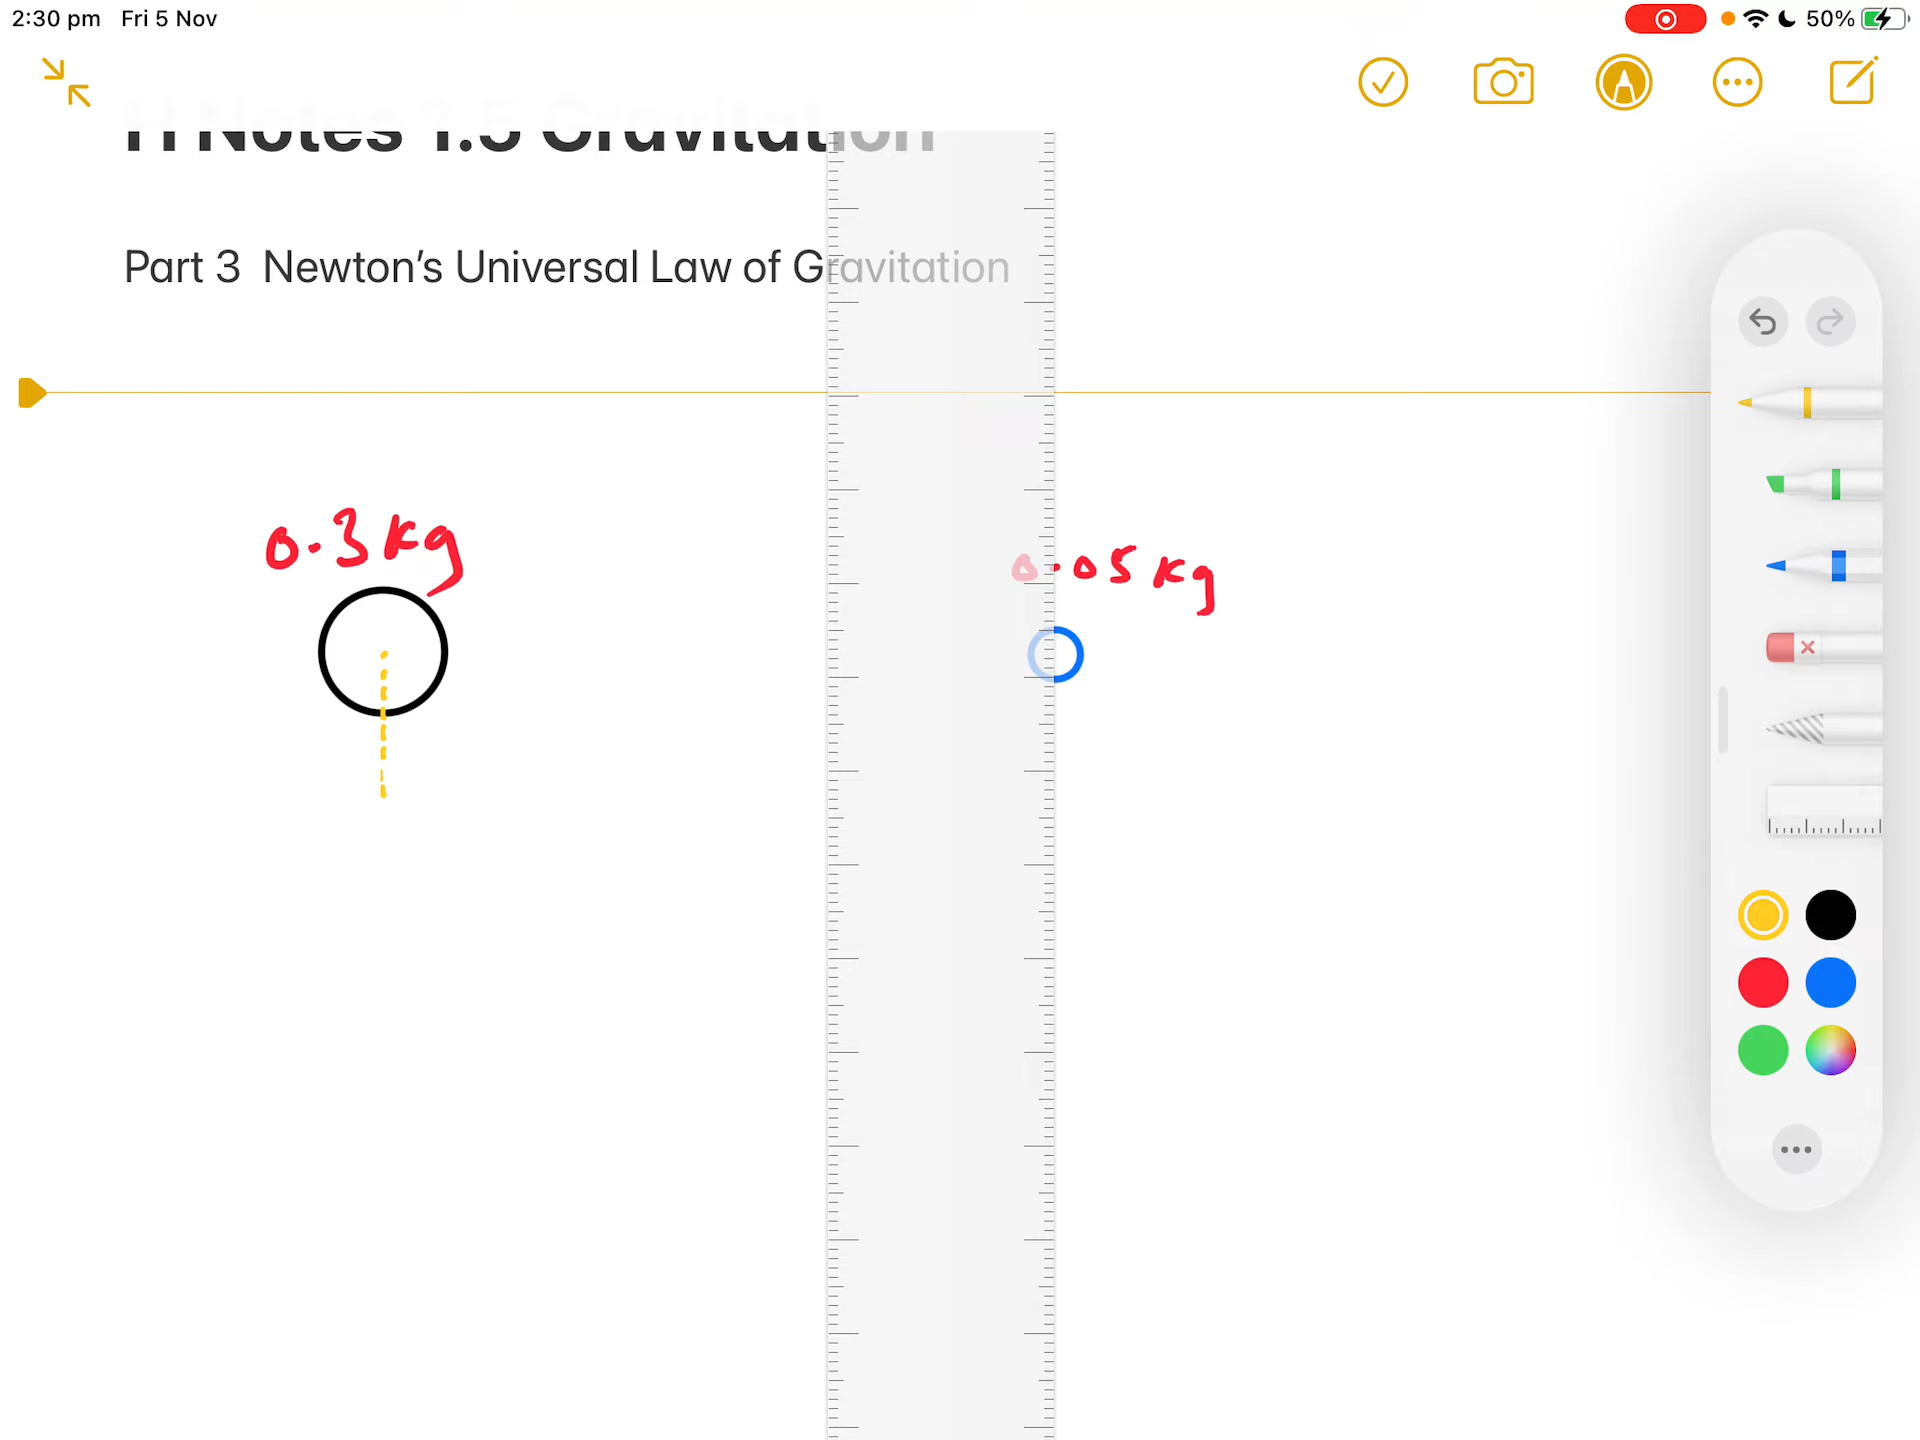 2:30 pm Fri 5 Nov
50%
H Notes 1.5 Gravitation
Part 3 Newton's Universal Law of Gravitation
0.3 kg
0.05 kg